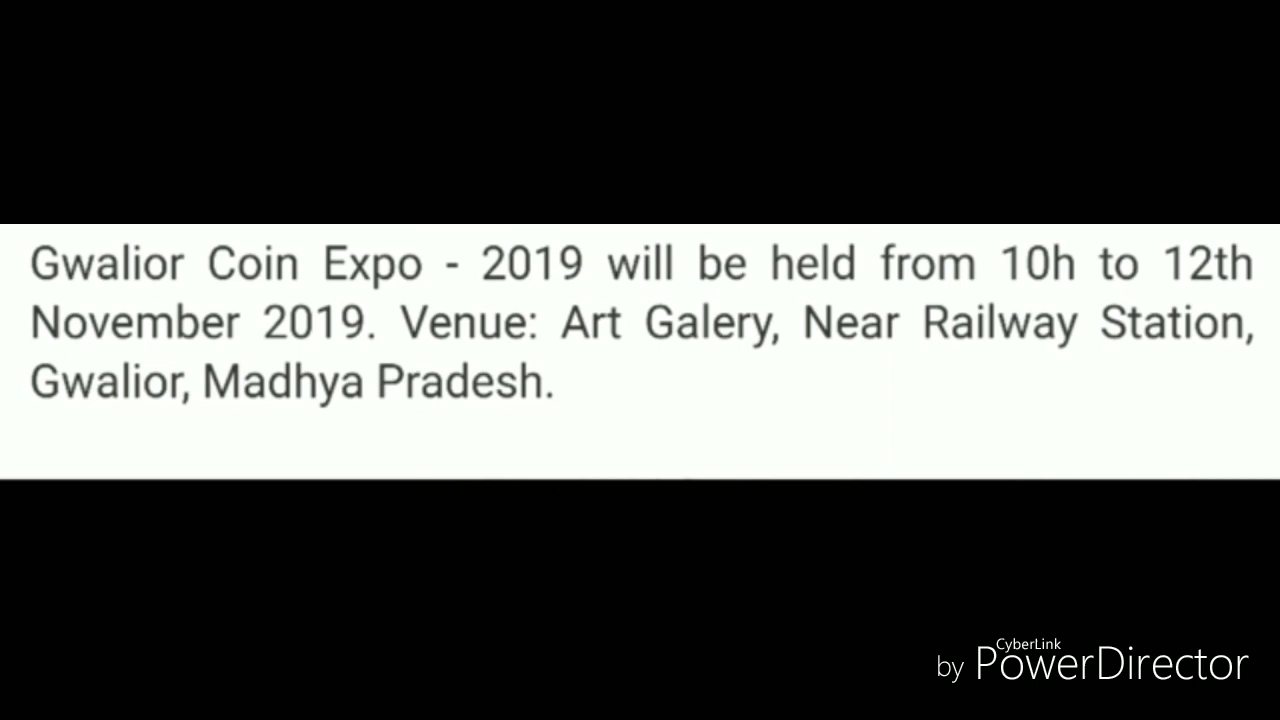 Gwalior Coin Expo - 2019 will be held from 10h to 12th
November 2019. Venue: Art Galery, Near Railway Station,
Gwalior, Madhya Pradesh.
CyberLink
by PowerDirector